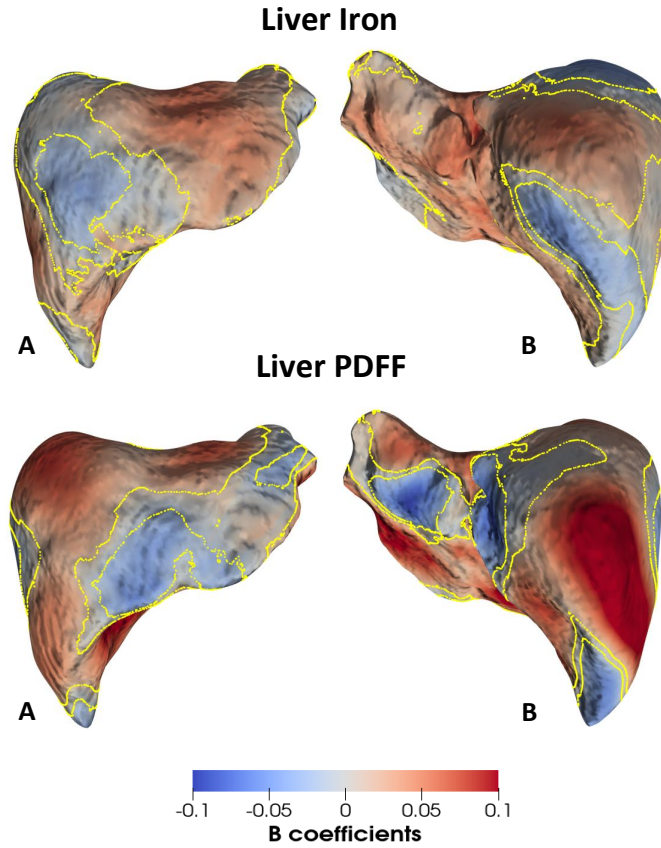 Liver Iron
A
B
Liver PDFF
A
B
-0.1 -0.05 0 0.05 0.1
B coefficients